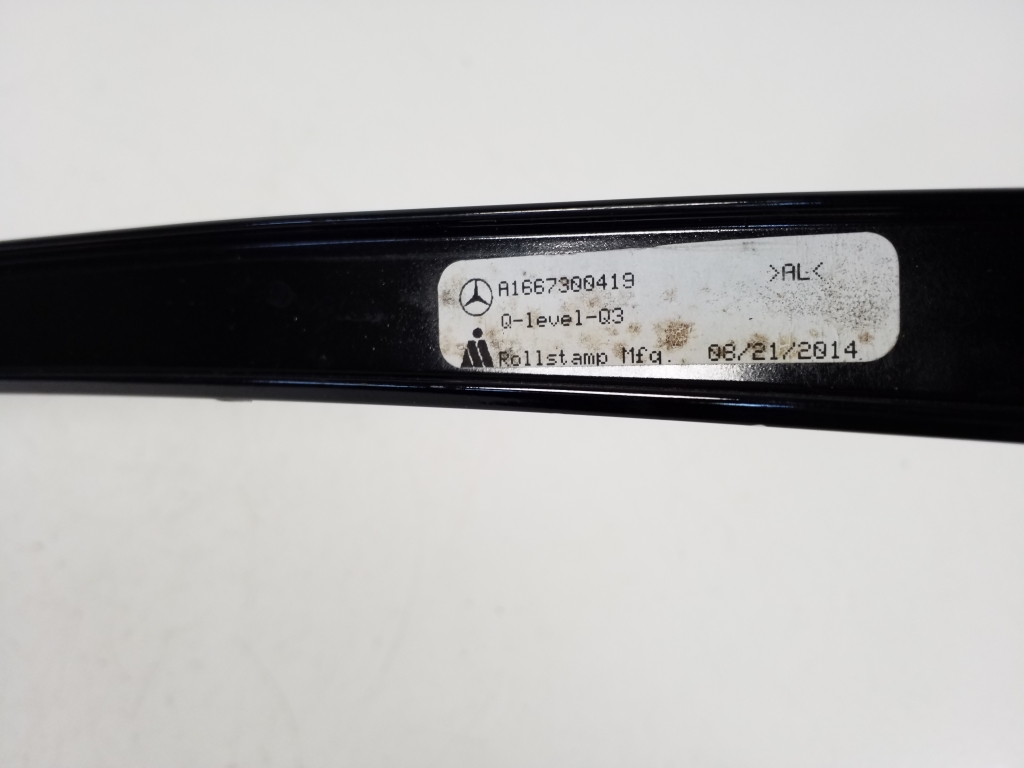 A1667300419 >AL<
Q-level-Q3
Rollstamp Mfg. 08/21/2014